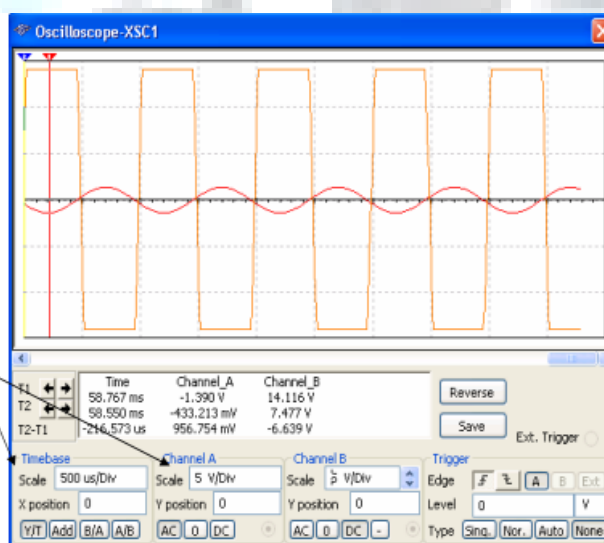 Oscilloscope-XSC1
2 1
Time Channel_A Channel_B
T1 58.767 ms -1.390 V 14.116 V
T2 58.550 ms -433.213 mV 7.477 V
T2-T1 -216.573 us 956.754 mV -6.639 V
Reverse
Save
Ext. Trigger
Timebase Channel A Channel B Trigger
Scale 500 us/Div Scale 5 V/Div Scale 5 V/Div Edge A B Ext
X position 0 Y position 0 Y position 0 Level 0 V
Y/T Add B/A A/B AC 0 DC AC 0 DC - Type Sing. Nor. Auto None